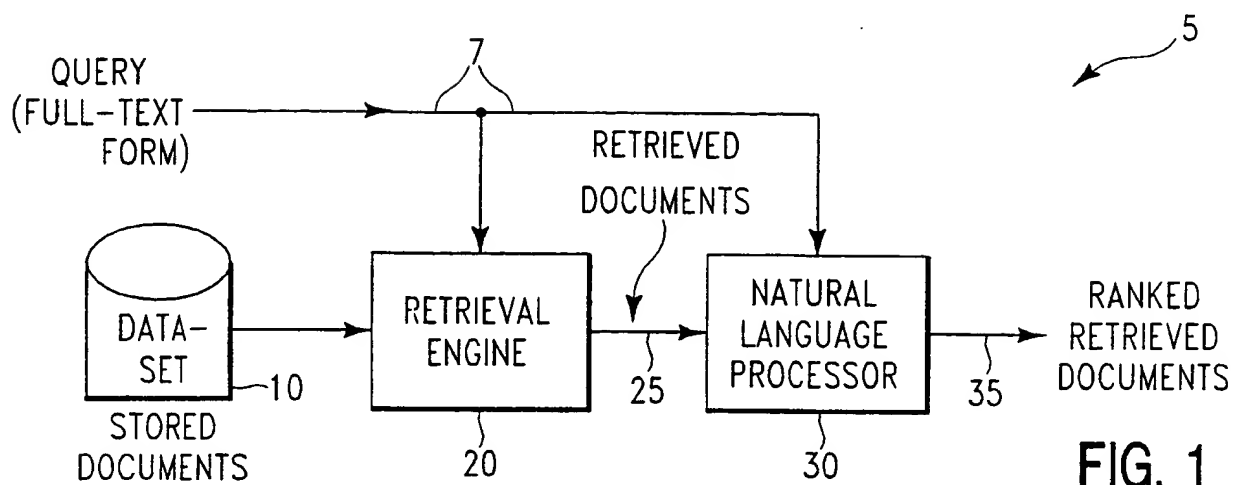 5
7
QUERY
(FULL-TEXT
FORM)
RETRIEVED
DOCUMENTS
DATA-
SET
10
STORED
DOCUMENTS
RETRIEVAL
ENGINE
20
25
NATURAL
LANGUAGE
PROCESSOR
30
35
RANKED
RETRIEVED
DOCUMENTS
FIG. 1